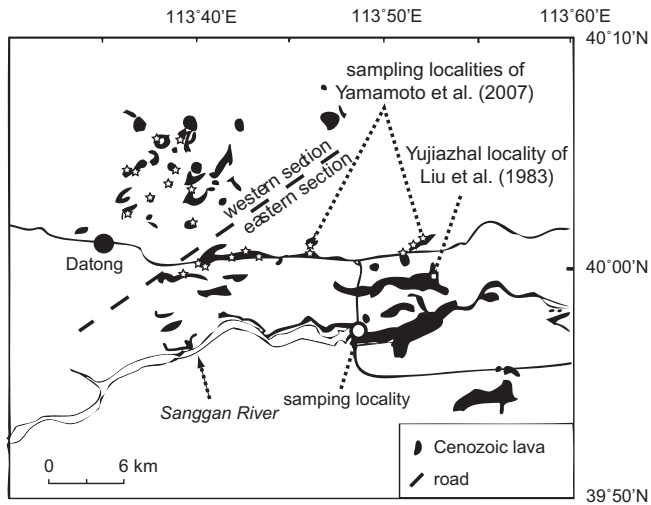 113°40'E 113°50'E 113°60'E
40°10'N
sampling localities of
Yamamoto et al. (2007)
Yujiazhal locality of
Liu et al. (1983)
western section
eastern section
Datong
40°00'N
Sanggan River
samping locality
Cenozoic lava
road
0 6 km
39°50'N